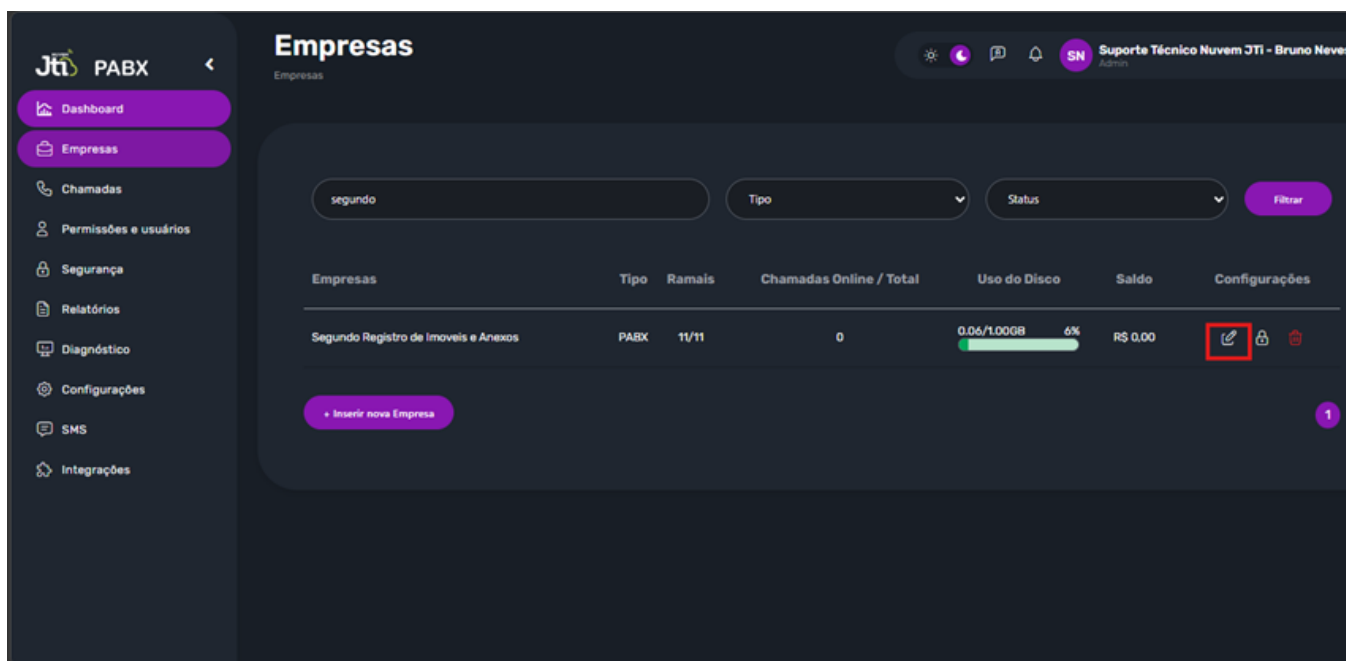 Jti PABX
Dashboard
Empresas
Chamadas
Permissões e usuários
Segurança
Relatórios
Diagnóstico
Configurações
SMS
Integrações
Empresas
Empresas
SN
Suporte Técnico Nuvem JTi - Bruno Neves
Admin
segundo
Tipo
Status
Filtrar
Empresas Tipo Ramais Chamadas Online / Total Uso do Disco Saldo Configurações
Segundo Registro de Imoveis e Anexos PABX 11/11 0 0.06/1.00GB 6% R$ 0,00
+ Inserir nova Empresa
1